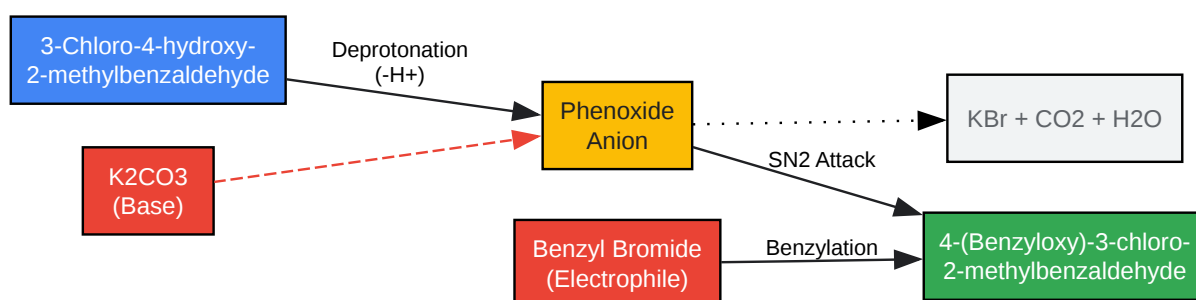 3-Chloro-4-hydroxy-
2-methylbenzaldehyde
Deprotonation
(-H+)
K2CO3
(Base)
Phenoxide
Anion
KBr + CO2 + H2O
SN2 Attack
Benzyl Bromide
(Electrophile)
Benzylation
4-(Benzyloxy)-3-chloro-
2-methylbenzaldehyde